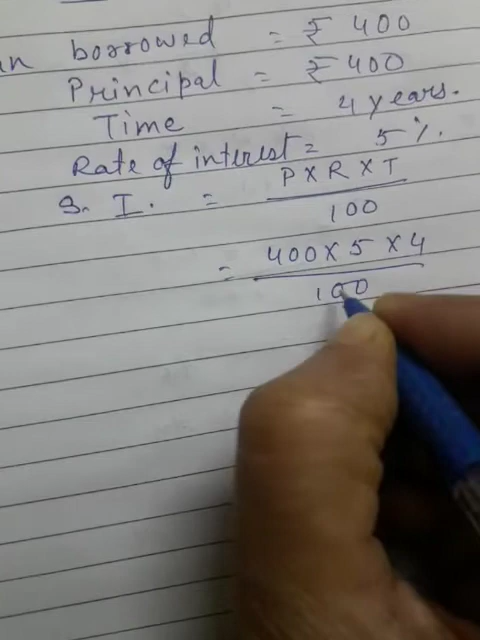 borrowed = ₹ 400
Principal = ₹ 400
Time = 4 years.
Rate of interest = 5 %.
S. I. = P X R X T
100
= 400 X 5 X 4
100